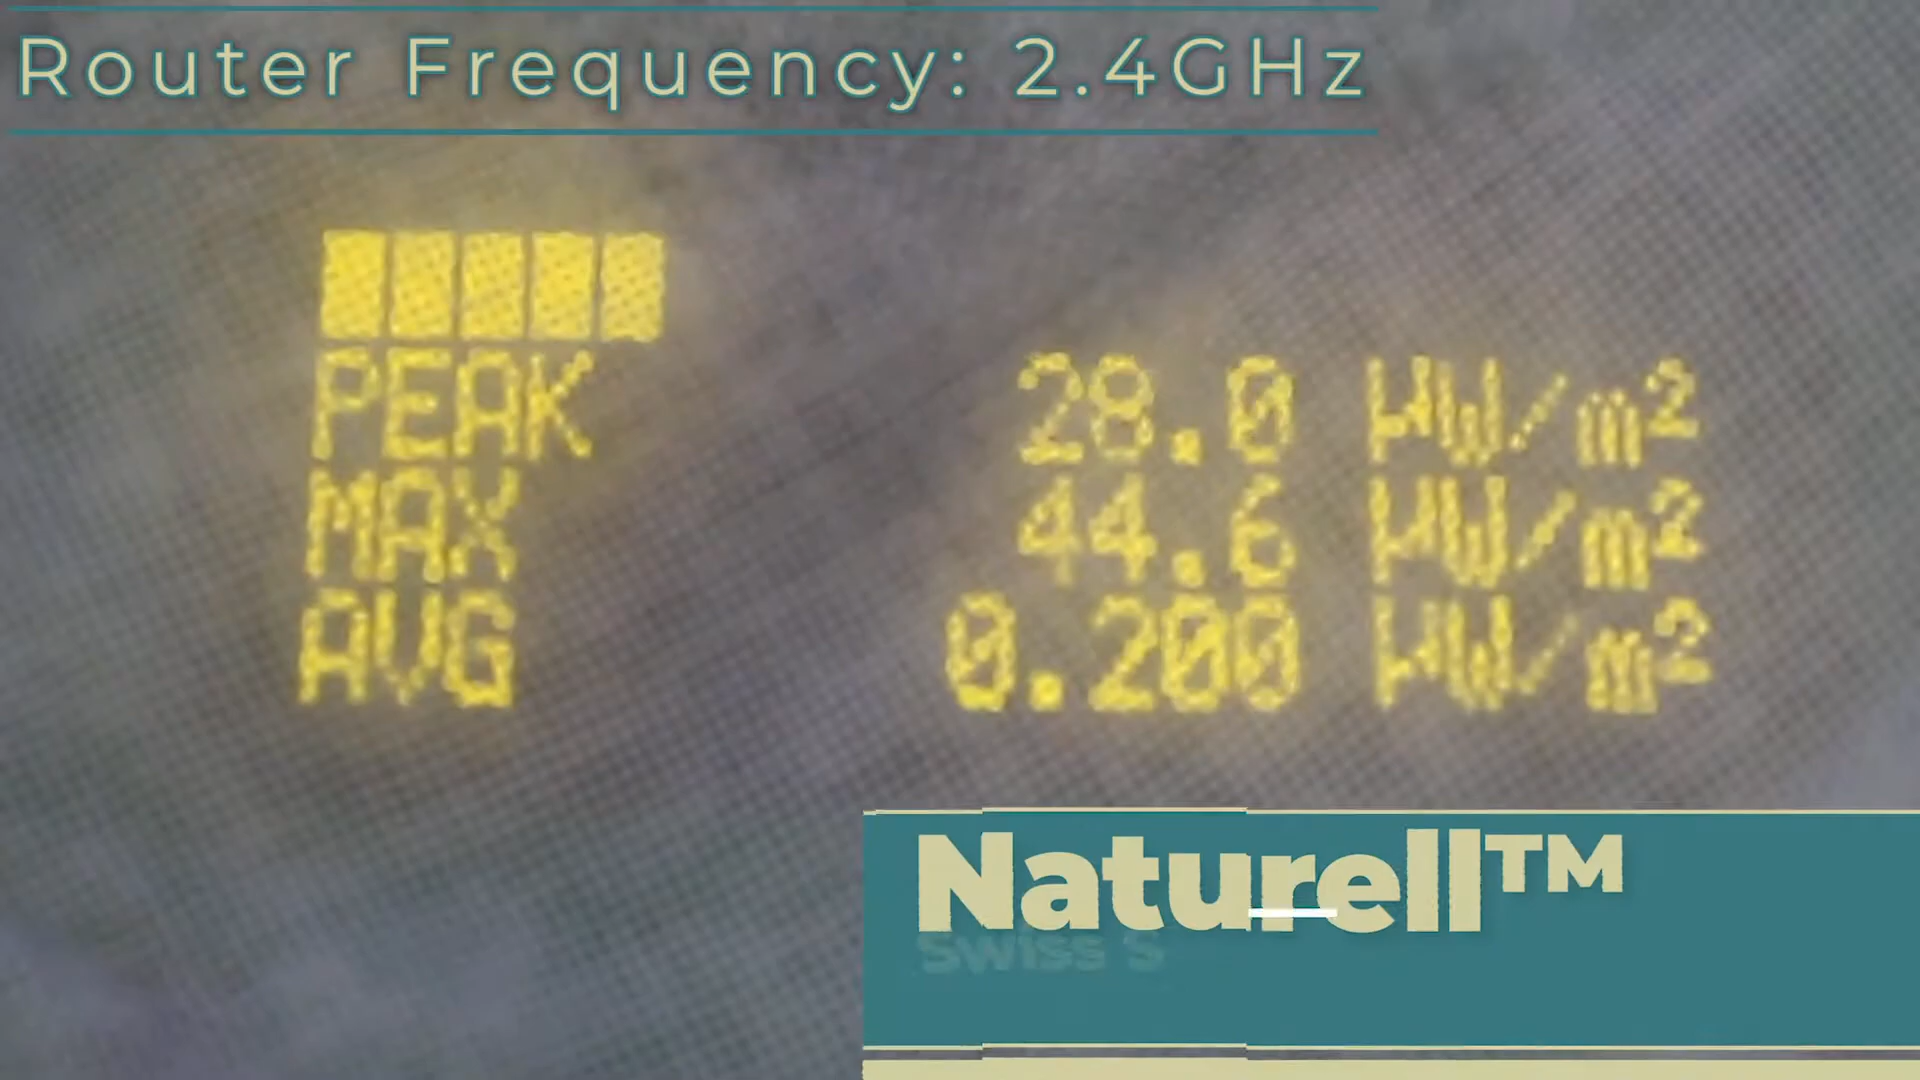 Router Frequency: 2.4GHz
PEAK 28.0 µW/m²
MAX 44.6 µW/m²
AVG 0.200 µW/m²
Naturell™
Swiss S